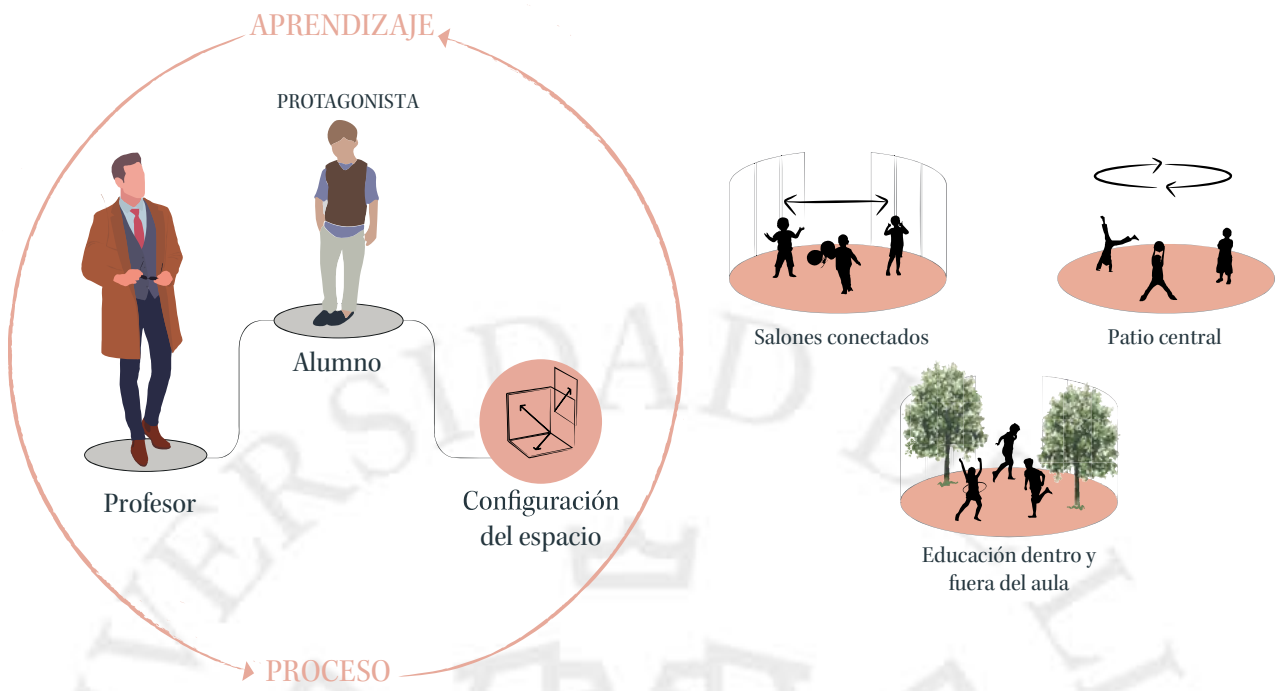 APRENDIZAJE
PROTAGONISTA
Alumno
Profesor
Configuración
del espacio
PROCESO
Salones conectados
Patio central
Educación dentro y
fuera del aula